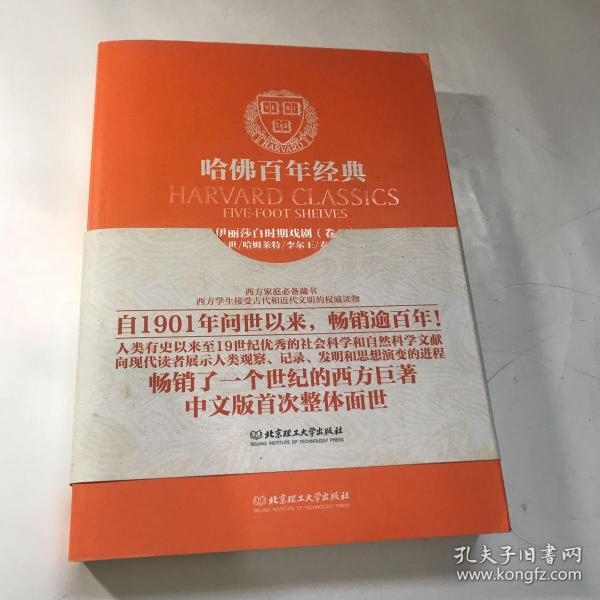 HARVARD
哈佛百年经典
HARVARD CLASSICS
FIVE-FOOT SHELVES
伊丽莎白时期戏剧（卷
世/哈姆莱特/李尔王/
西方家庭必备藏书
西方学生接受古代和近代文明的权威读物
自1901年问世以来，畅销逾百年！
人类有史以来至19世纪优秀的社会科学和自然科学文献
向现代读者展示人类观察、记录、发明和思想演变的进程
畅销了一个世纪的西方巨著
中文版首次整体面世
北京理工大学出版社
BEIJING INSTITUTE OF TECHNOLOGY PRESS
北京理工大学出版社
BEIJING INSTITUTE OF TECHNOLOGY PRESS
孔夫子旧书网
www.kongfz.com